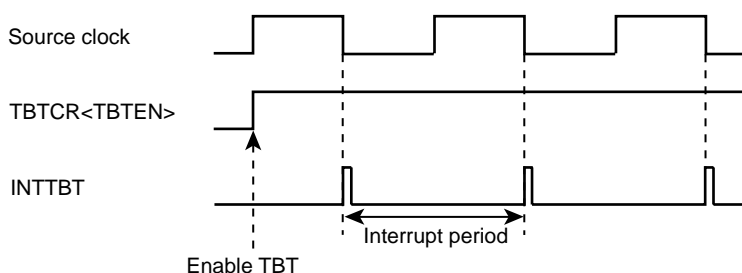 Source clock
TBTCR<TBTEN>
INTTBT
Interrupt period
Enable TBT